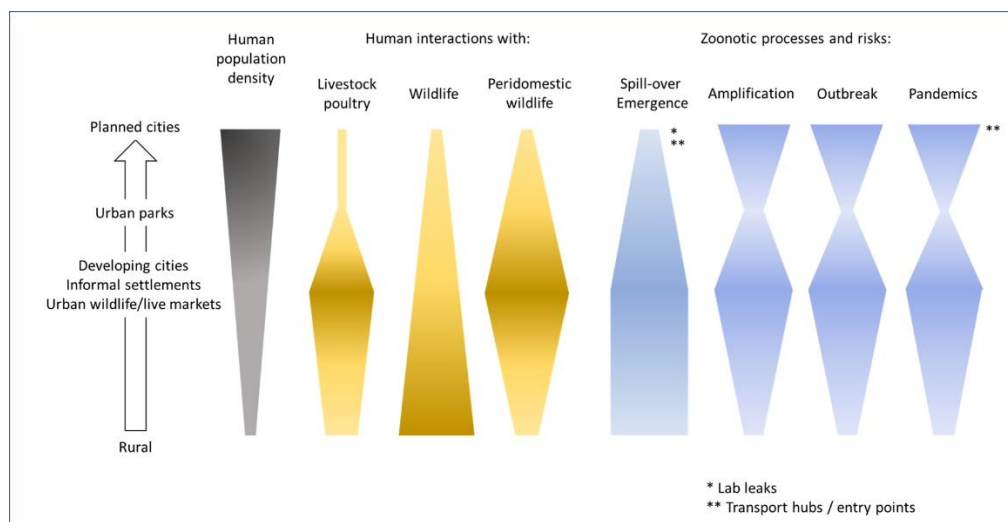 Human
population
density
Human interactions with:
Zoonotic processes and risks:
Livestock
poultry
Wildlife
Peridomestic
wildlife
Spill-over
Emergence
Amplification
Outbreak
Pandemics
Planned cities
*
**
**
Urban parks
Developing cities
Informal settlements
Urban wildlife/live markets
Rural
* Lab leaks
** Transport hubs / entry points